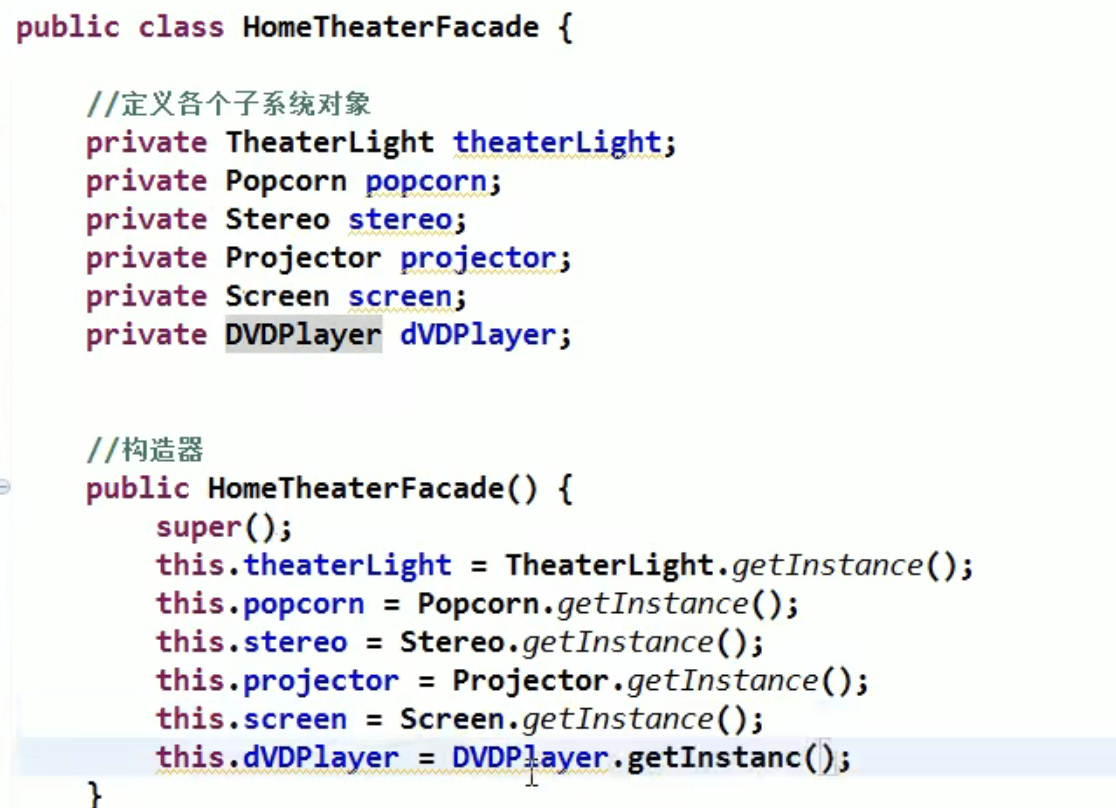 public class HomeTheaterFacade {
//定义各个子系统对象
private TheaterLight theaterLight;
private Popcorn popcorn;
private Stereo stereo;
private Projector projector;
private Screen screen;
private DVDPlayer dVDPlayer;
//构造器
public HomeTheaterFacade() {
super();
this.theaterLight = TheaterLight.getInstance();
this.popcorn = Popcorn.getInstance();
this.stereo = Stereo.getInstance();
this.projector = Projector.getInstance();
this.screen = Screen.getInstance();
this.dVDPlayer = DVDPlayer.getInstanc();
}